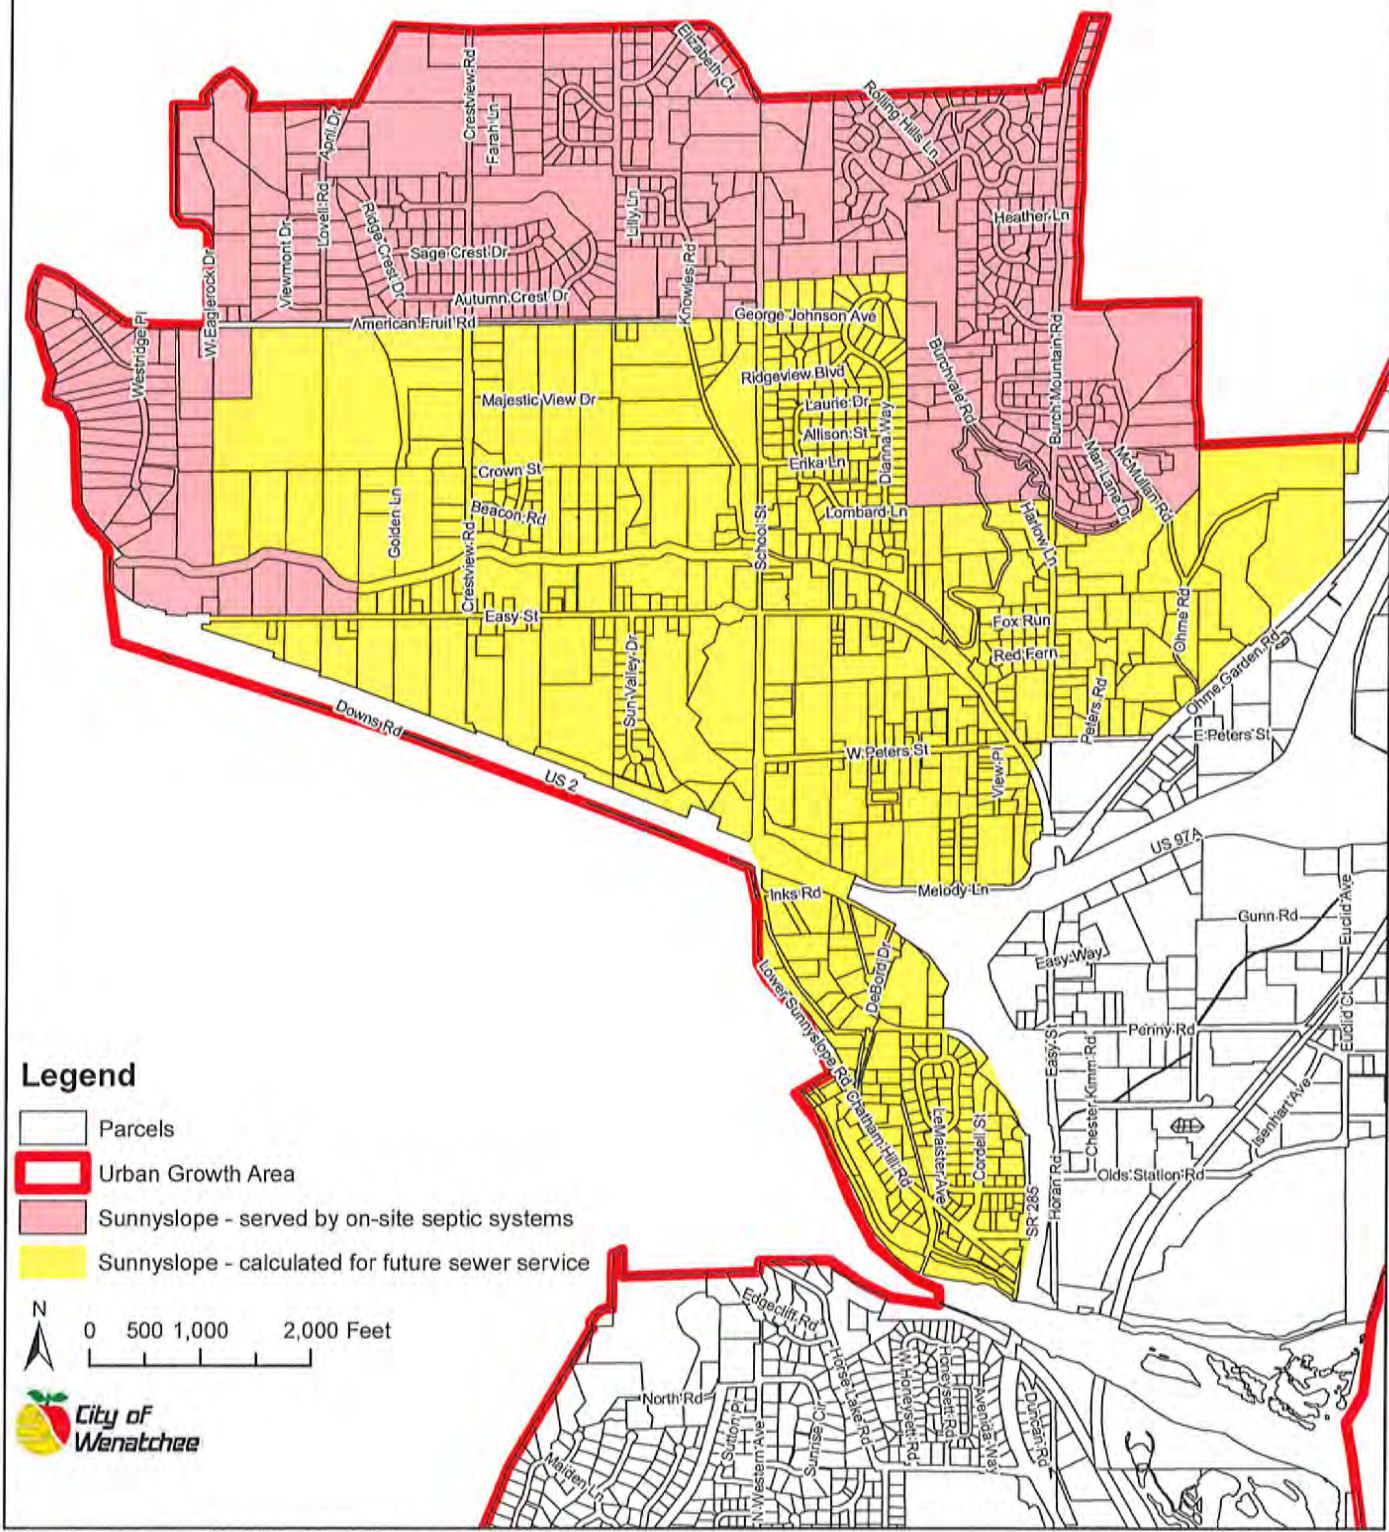 Elizabeth Ct
Crestview Rd
Rolling Hills Ln
April Dr
Farah Ln
Lovell Rd
Lilly Ln
Heather Ln
Viewmont Dr
Ridge Crest Dr
Sage Crest Dr
Knowles Rd
W Eaglerock Dr
Autumn Crest Dr
American Fruit Rd
George Johnson Ave
Westridge Pl
Burchvale Rd
Burch Mountain Rd
Ridgeview Blvd
Majestic View Dr
Laurie Dr
Allison St
Dianna Way
Erika Ln
Crown St
Mari Lane Dr
McMullan Rd
Golden Ln
Beacon Rd
Lombard Ln
Harlow Ln
School St
Crestview Rd
Easy St
Fox Run
Ohme Rd
Red Fern
Sun Valley Dr
Peters Rd
Ohme Garden Rd
Downs Rd
E Peters St
W Peters St
View Pl
US 2
US 97A
Inks Rd
Melody Ln
Gunn Rd
Euclid Ave
Easy Way
DeBord Dr
Lower Sunnyslope Rd
Euclid Ct
Penny Rd
Easy St
Chester Kimm Rd
Chatham Hill Rd
LeMaister Ave
Cordell St
Isenhart Ave
Olds Station Rd
Horan Rd
SR 285
Legend
Parcels
Urban Growth Area
Sunnyslope - served by on-site septic systems
Sunnyslope - calculated for future sewer service
N
0 500 1,000 2,000 Feet
City of
Wenatchee
Edgecliff Rd
Horse Lake Rd
North Rd
Sutton Pl
N Western Ave
Sunrise Cir
W Honeysett Rd
Honeysett Rd
Avenida Way
Duncan Rd
Maiden Ln